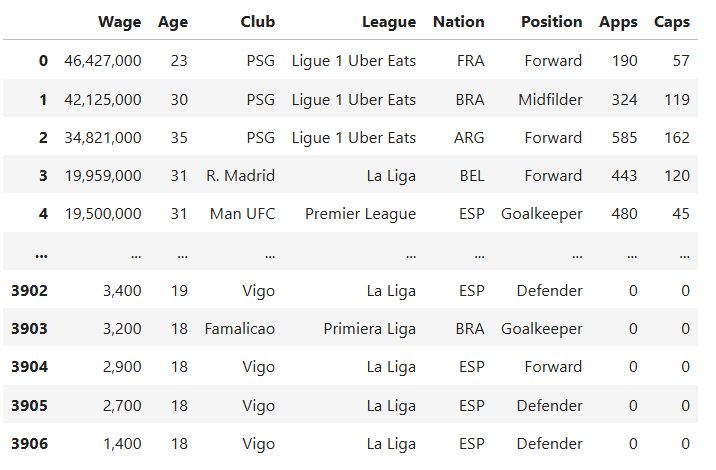 Wage Age Club League Nation Position Apps Caps
0 46,427,000 23 PSG Ligue 1 Uber Eats FRA Forward 190 57
1 42,125,000 30 PSG Ligue 1 Uber Eats BRA Midfilder 324 119
2 34,821,000 35 PSG Ligue 1 Uber Eats ARG Forward 585 162
3 19,959,000 31 R. Madrid La Liga BEL Forward 443 120
4 19,500,000 31 Man UFC Premier League ESP Goalkeeper 480 45
... ... ... ... ... ... ... ... ...
3902 3,400 19 Vigo La Liga ESP Defender 0 0
3903 3,200 18 Famalicao Primiera Liga BRA Goalkeeper 0 0
3904 2,900 18 Vigo La Liga ESP Forward 0 0
3905 2,700 18 Vigo La Liga ESP Defender 0 0
3906 1,400 18 Vigo La Liga ESP Defender 0 0